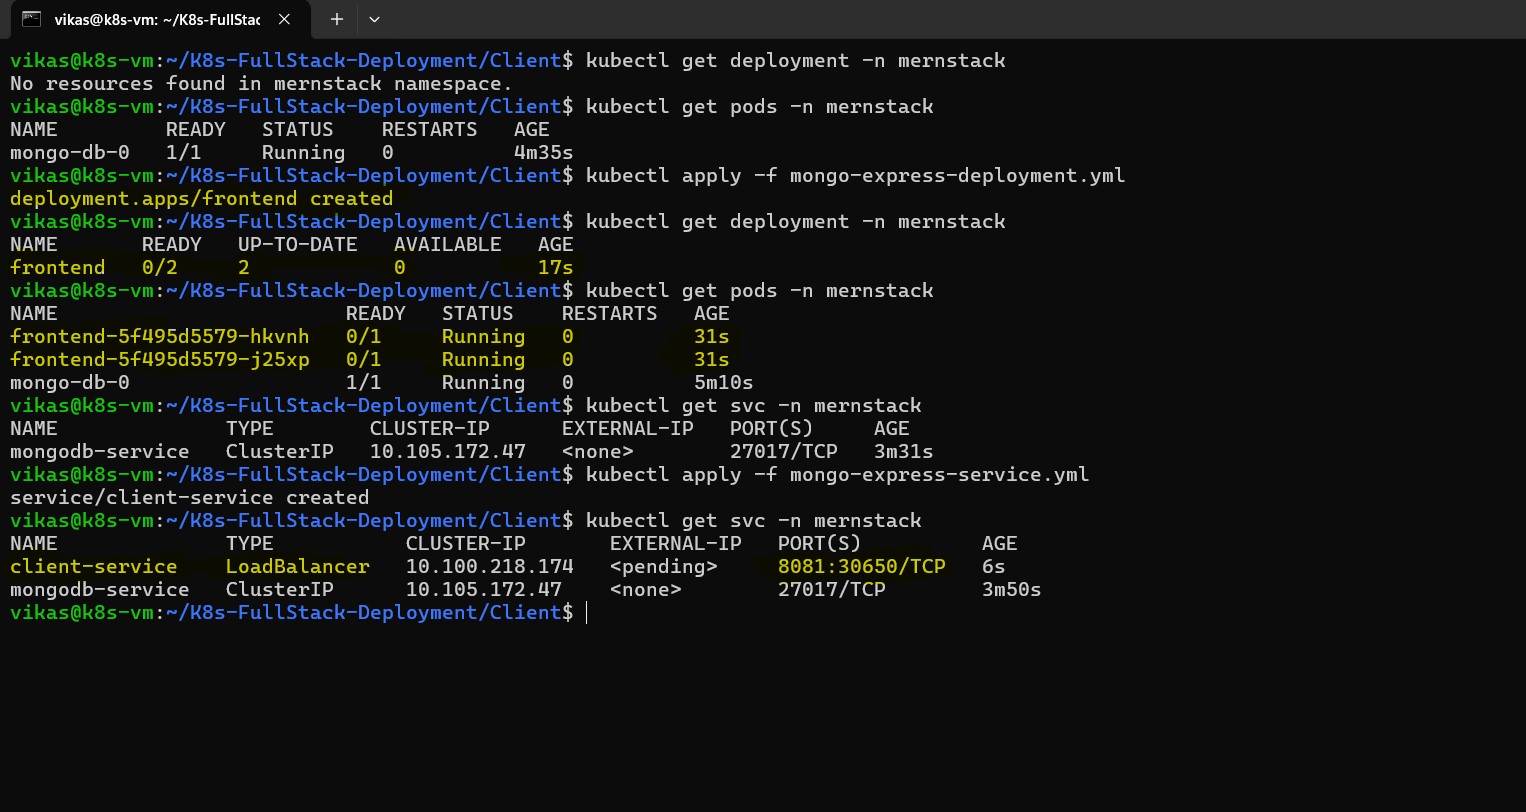 vikas@k8s-vm: ~/K8s-FullStac
vikas@k8s-vm:~/K8s-FullStack-Deployment/Client$ kubectl get deployment -n mernstack
No resources found in mernstack namespace.
vikas@k8s-vm:~/K8s-FullStack-Deployment/Client$ kubectl get pods -n mernstack
NAME         READY   STATUS    RESTARTS   AGE
mongo-db-0   1/1     Running   0          4m35s
vikas@k8s-vm:~/K8s-FullStack-Deployment/Client$ kubectl apply -f mongo-express-deployment.yml
deployment.apps/frontend created
vikas@k8s-vm:~/K8s-FullStack-Deployment/Client$ kubectl get deployment -n mernstack
NAME       READY   UP-TO-DATE   AVAILABLE   AGE
frontend   0/2     2            0           17s
vikas@k8s-vm:~/K8s-FullStack-Deployment/Client$ kubectl get pods -n mernstack
NAME                        READY   STATUS    RESTARTS   AGE
frontend-5f495d5579-hkvnh   0/1     Running   0          31s
frontend-5f495d5579-j25xp   0/1     Running   0          31s
mongo-db-0                  1/1     Running   0          5m10s
vikas@k8s-vm:~/K8s-FullStack-Deployment/Client$ kubectl get svc -n mernstack
NAME              TYPE        CLUSTER-IP      EXTERNAL-IP   PORT(S)     AGE
mongodb-service   ClusterIP   10.105.172.47   <none>        27017/TCP   3m31s
vikas@k8s-vm:~/K8s-FullStack-Deployment/Client$ kubectl apply -f mongo-express-service.yml
service/client-service created
vikas@k8s-vm:~/K8s-FullStack-Deployment/Client$ kubectl get svc -n mernstack
NAME              TYPE           CLUSTER-IP       EXTERNAL-IP   PORT(S)          AGE
client-service    LoadBalancer   10.100.218.174   <pending>     8081:30650/TCP   6s
mongodb-service   ClusterIP      10.105.172.47    <none>        27017/TCP        3m50s
vikas@k8s-vm:~/K8s-FullStack-Deployment/Client$